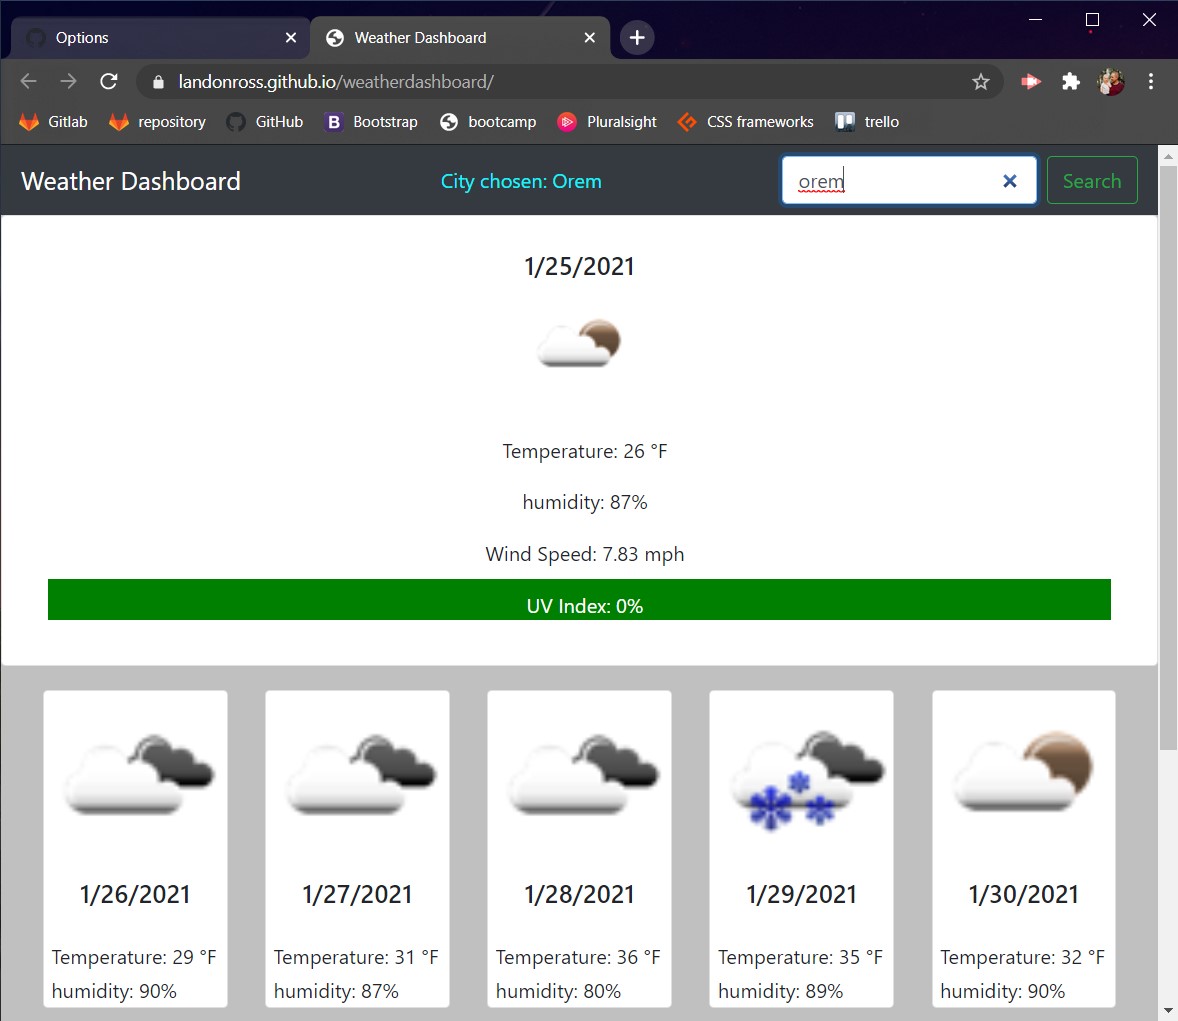 Options
Weather Dashboard
landonross.github.io/weatherdashboard/
Gitlab repository GitHub B Bootstrap bootcamp Pluralsight CSS frameworks trello
Weather Dashboard City chosen: Orem orem Search
1/25/2021
Temperature: 26 °F
humidity: 87%
Wind Speed: 7.83 mph
UV Index: 0%
1/26/2021 1/27/2021 1/28/2021 1/29/2021 1/30/2021
Temperature: 29 °F Temperature: 31 °F Temperature: 36 °F Temperature: 35 °F Temperature: 32 °F
humidity: 90% humidity: 87% humidity: 80% humidity: 89% humidity: 90%